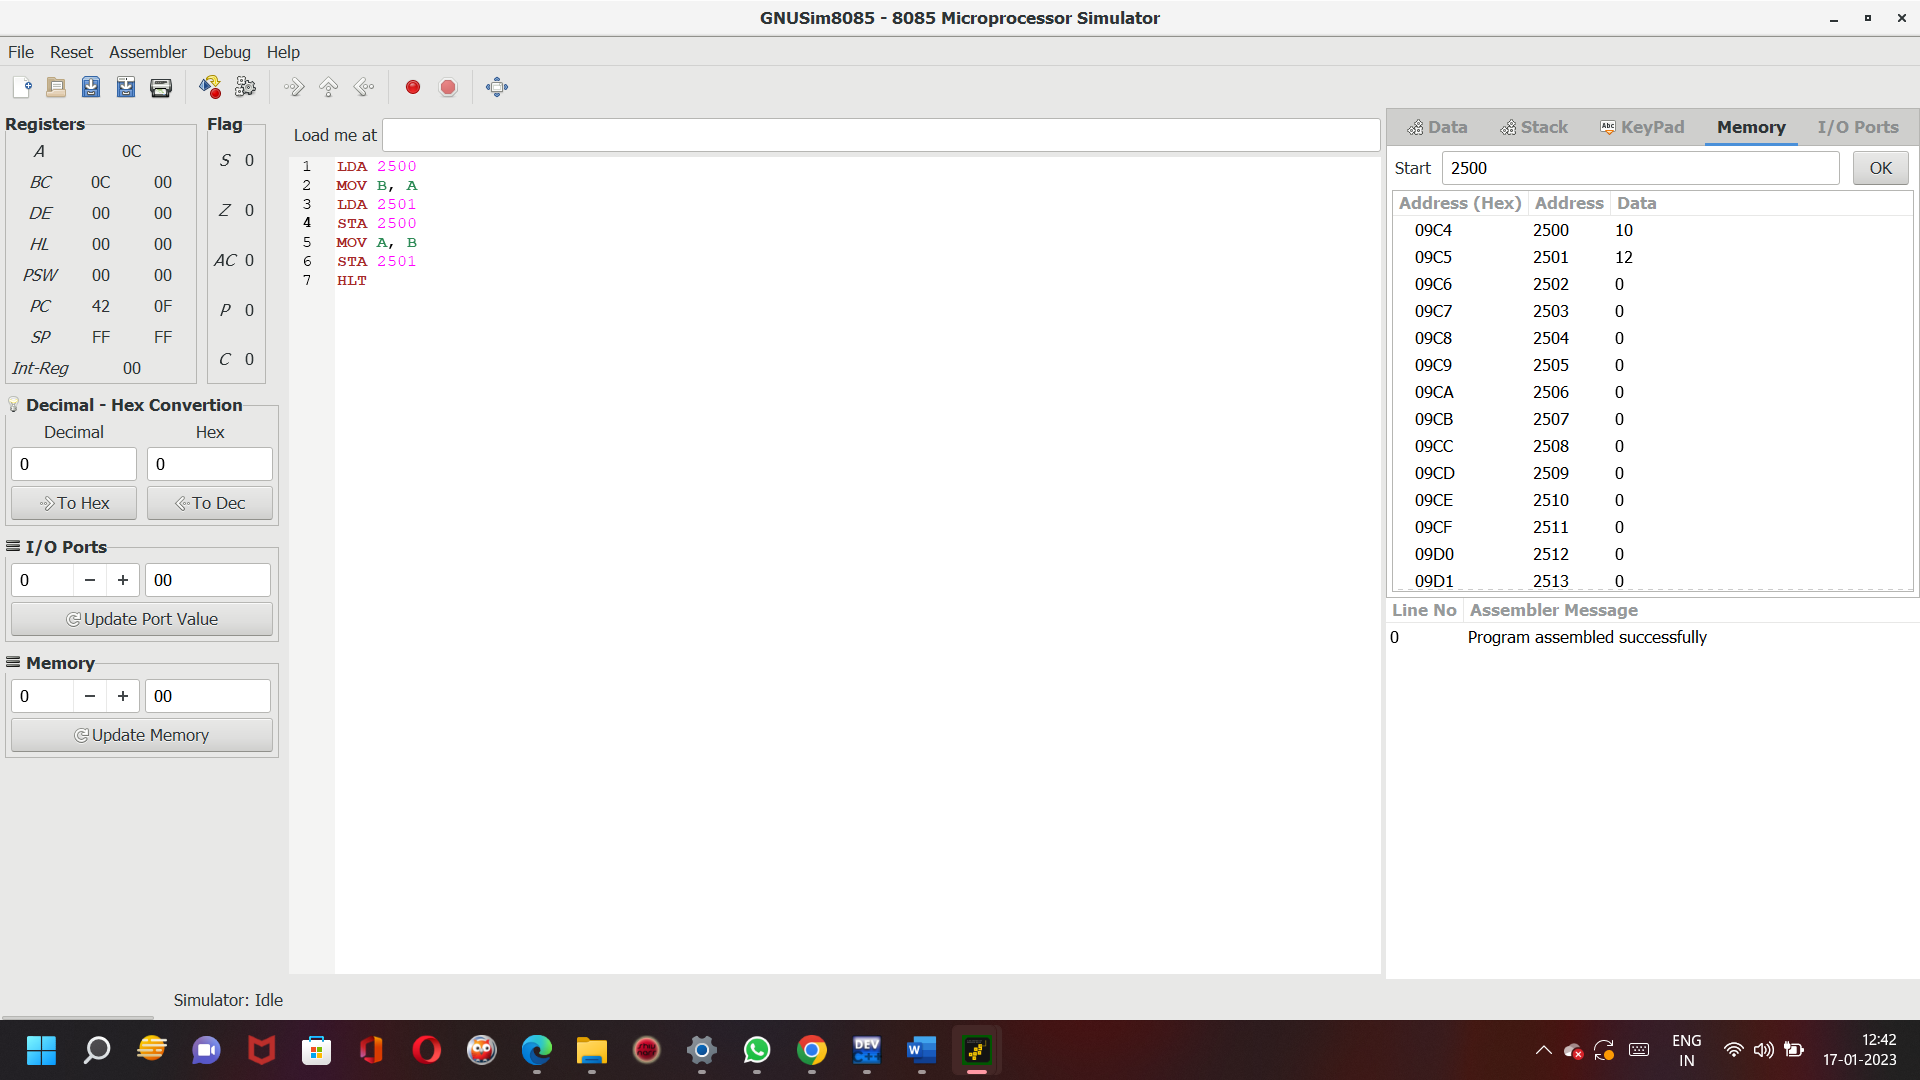 GNUSim8085 - 8085 Microprocessor Simulator
File Reset Assembler Debug Help
Registers
A 0C
BC 0C 00
DE 00 00
HL 00 00
PSW 00 00
PC 42 0F
SP FF FF
Int-Reg 00
Flag
S 0
Z 0
AC 0
P 0
C 0
Decimal - Hex Convertion
Decimal Hex
0 0
To Hex To Dec
I/O Ports
0 − + 00
Update Port Value
Memory
0 − + 00
Update Memory
Load me at
1 LDA 2500
2 MOV B, A
3 LDA 2501
4 STA 2500
5 MOV A, B
6 STA 2501
7 HLT
Data Stack Abc KeyPad Memory I/O Ports
Start 2500 OK
Address (Hex) Address Data
09C4 2500 10
09C5 2501 12
09C6 2502 0
09C7 2503 0
09C8 2504 0
09C9 2505 0
09CA 2506 0
09CB 2507 0
09CC 2508 0
09CD 2509 0
09CE 2510 0
09CF 2511 0
09D0 2512 0
09D1 2513 0
Line No Assembler Message
0 Program assembled successfully
Simulator: Idle
DEV C++
W
ENG
IN
12:42
17-01-2023